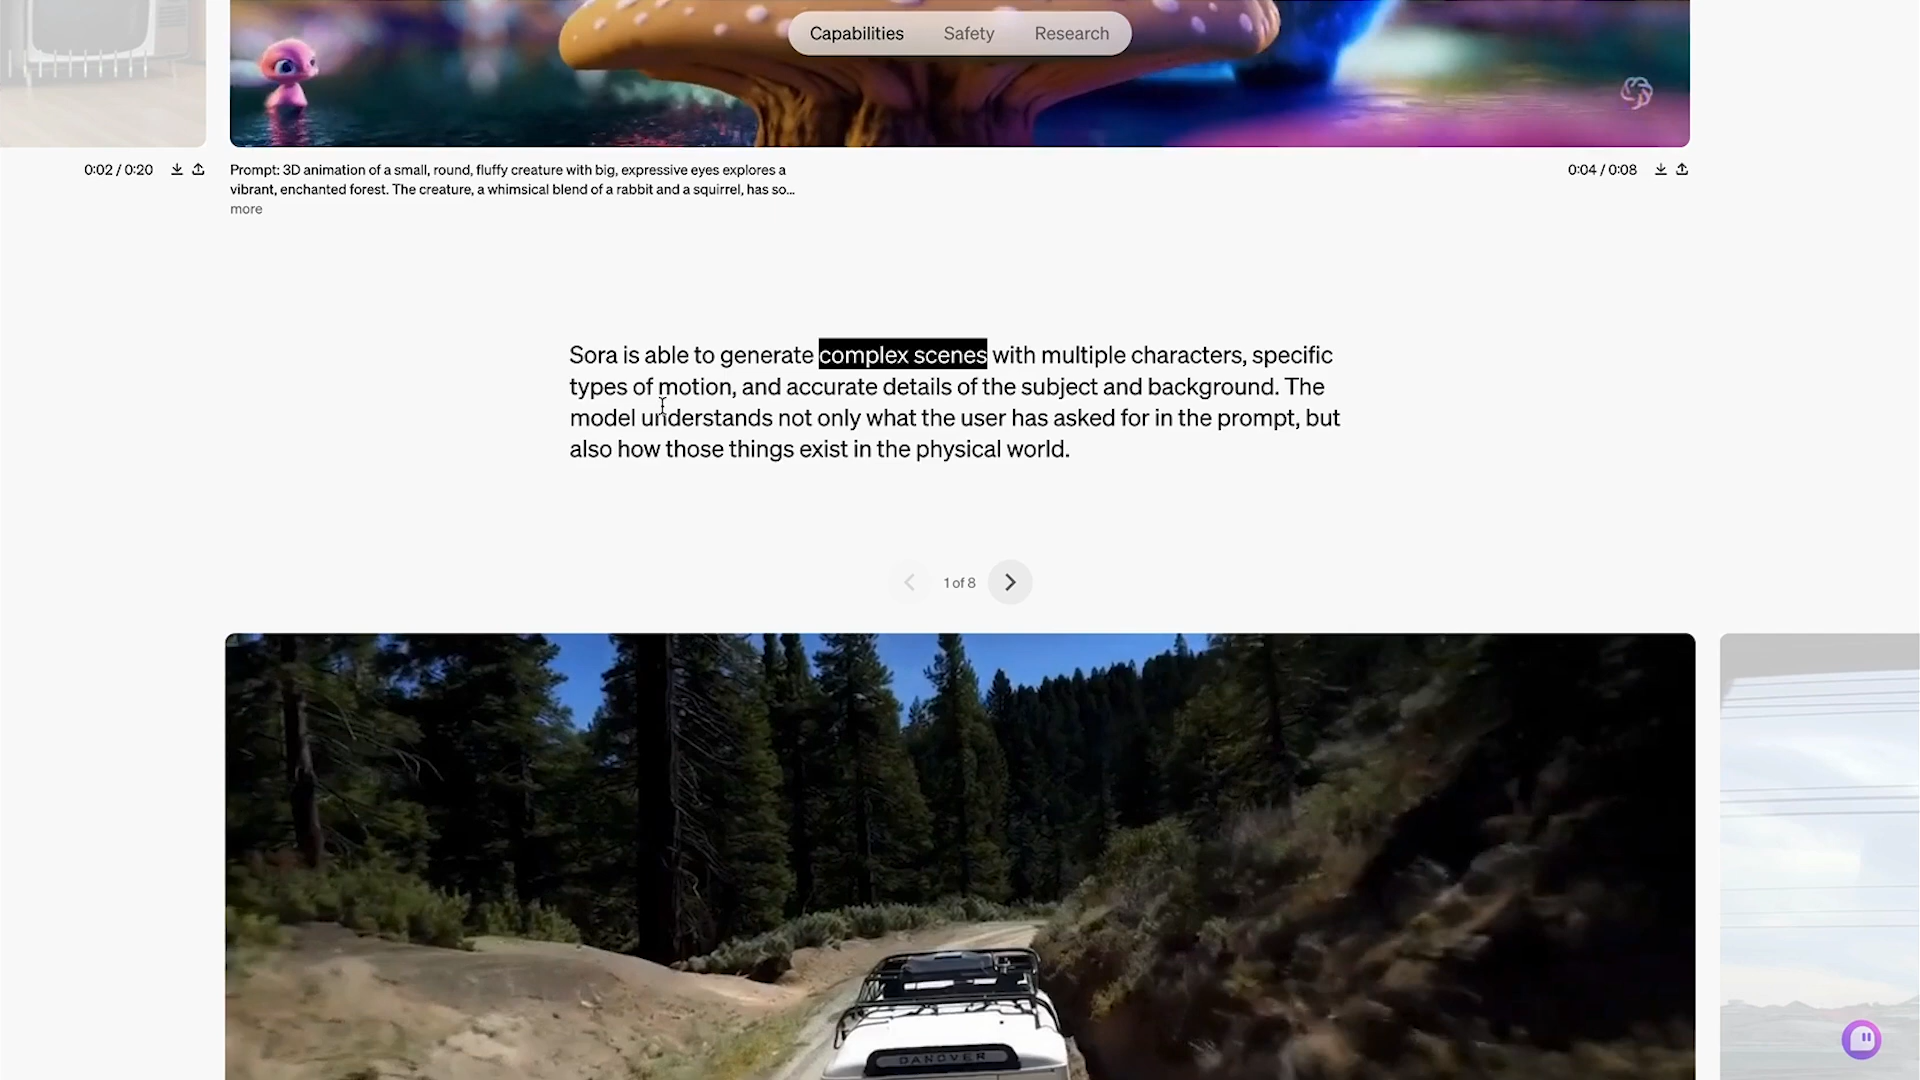 Capabilities Safety Research
0:02 / 0:20
Prompt: 3D animation of a small, round, fluffy creature with big, expressive eyes explores a
vibrant, enchanted forest. The creature, a whimsical blend of a rabbit and a squirrel, has so...
more
0:04 / 0:08
Sora is able to generate complex scenes with multiple characters, specific
types of motion, and accurate details of the subject and background. The
model understands not only what the user has asked for in the prompt, but
also how those things exist in the physical world.
1 of 8
DANOVER